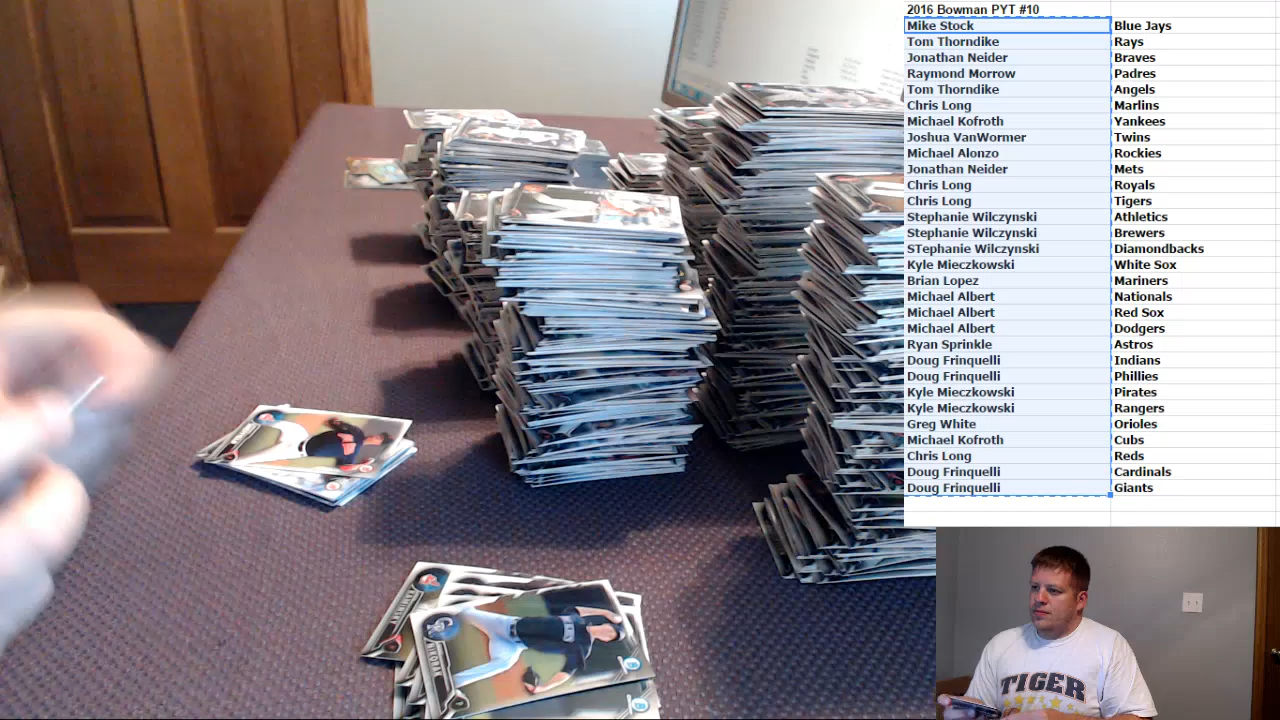 2016 Bowman PYT #10
Mike Stock Blue Jays
Tom Thorndike Rays
Jonathan Neider Braves
Raymond Morrow Padres
Tom Thorndike Angels
Chris Long Marlins
Michael Kofroth Yankees
Joshua VanWormer Twins
Michael Alonzo Rockies
Jonathan Neider Mets
Chris Long Royals
Chris Long Tigers
Stephanie Wilczynski Athletics
Stephanie Wilczynski Brewers
STephanie Wilczynski Diamondbacks
Kyle Mieczkowski White Sox
Brian Lopez Mariners
Michael Albert Nationals
Michael Albert Red Sox
Michael Albert Dodgers
Ryan Sprinkle Astros
Doug Frinquelli Indians
Doug Frinquelli Phillies
Kyle Mieczkowski Pirates
Kyle Mieczkowski Rangers
Greg White Orioles
Michael Kofroth Cubs
Chris Long Reds
Doug Frinquelli Cardinals
Doug Frinquelli Giants
TIGER